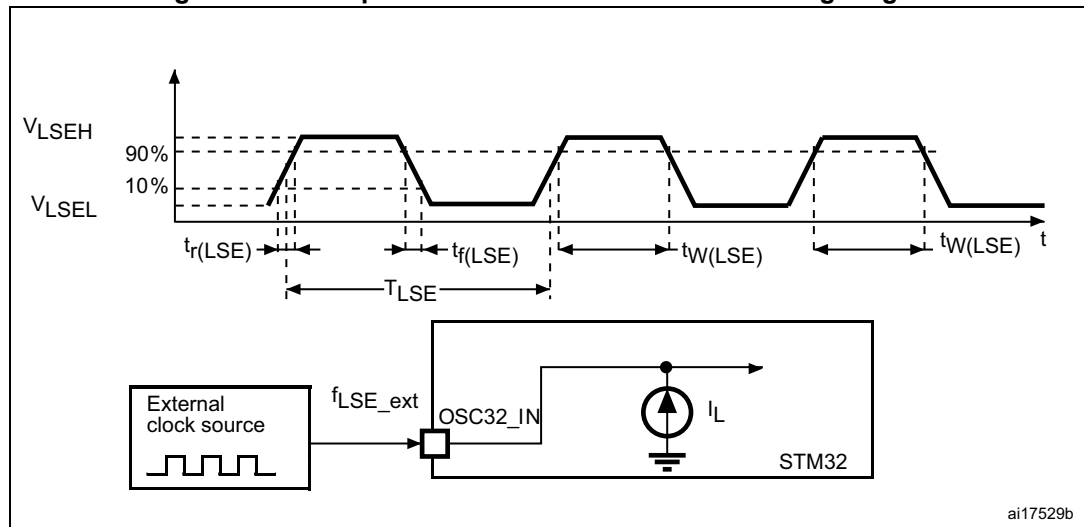 V_LSEH
90%
10%
V_LSEL
t_r(LSE)
t_f(LSE)
t_W(LSE)
t_W(LSE)
t
T_LSE
External
clock source
f_LSE_ext
OSC32_IN
I_L
STM32
ai17529b